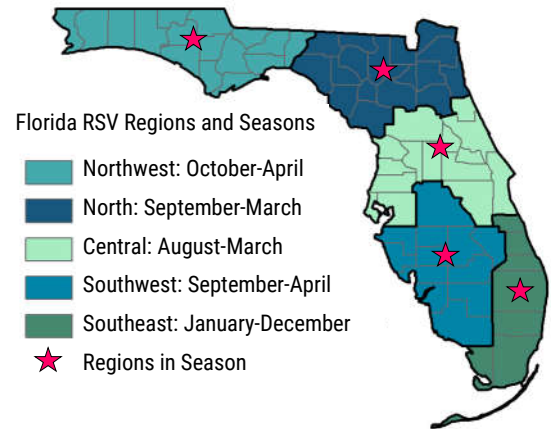 Florida RSV Regions and Seasons
Northwest: October-April
North: September-March
Central: August-March
Southwest: September-April
Southeast: January-December
Regions in Season